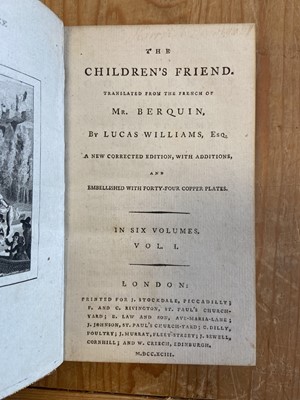 THE
CHILDREN'S FRIEND.
TRANSLATED FROM THE FRENCH OF
MR. BERQUIN,
BY LUCAS WILLIAMS, ESQ.
A NEW CORRECTED EDITION, WITH ADDITIONS,
AND
EMBELLISHED WITH FORTY-FOUR COPPER PLATES.
IN SIX VOLUMES,
VOL. I.
LONDON:
PRINTED FOR J. STOCKDALE, PICCADILLY;
F. AND C. RIVINGTON, ST. PAUL'S CHURCH-
YARD; B. LAW AND SON, AVE-MARIA-LANE;
J. JOHNSON, ST. PAUL'S CHURCH-YARD; C. DILLY,
POULTRY; J. MURRAY, FLEET-STREET; J. SEWELL,
CORNHILL; AND W. CREECH, EDINBURGH.
M.DCC.XCIII.